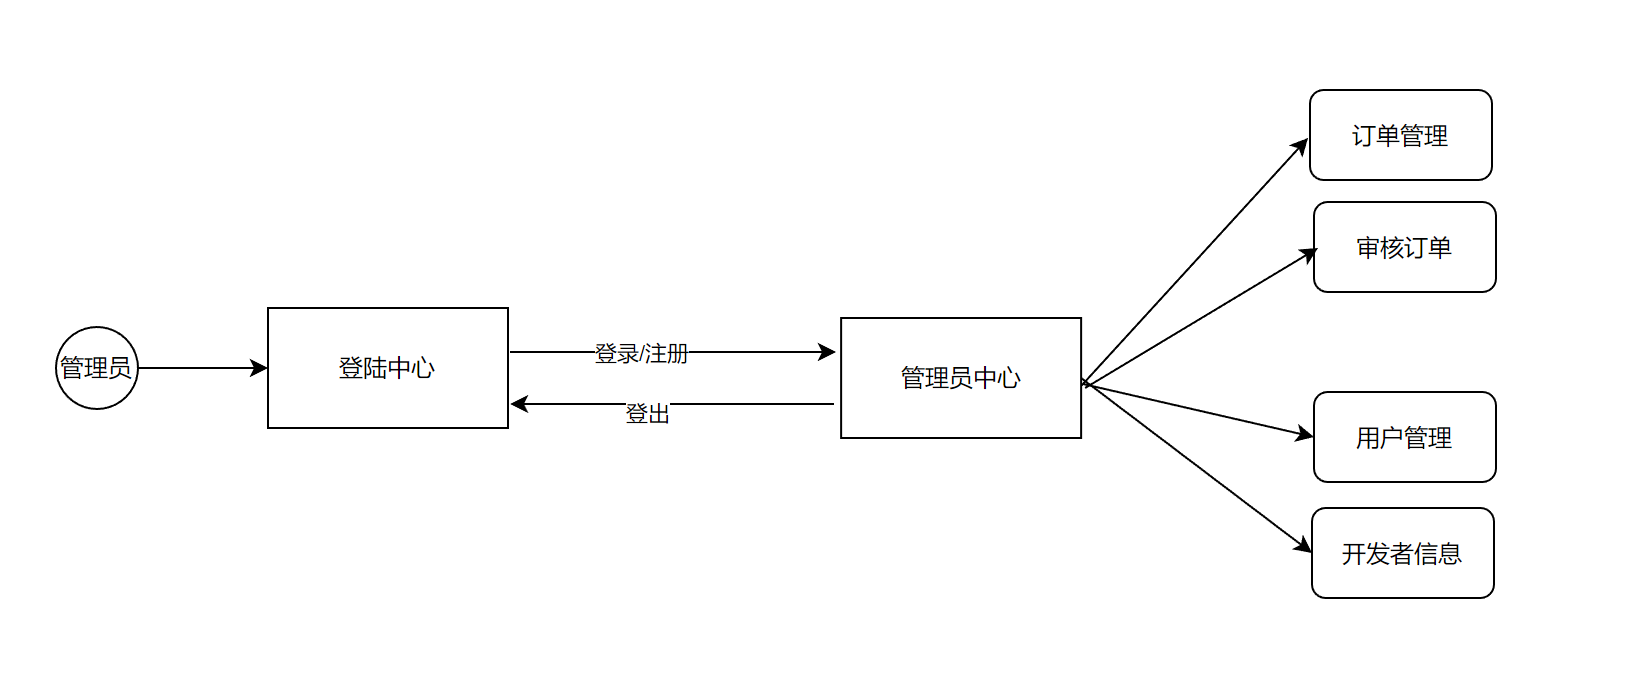 管理员
登陆中心
登录/注册
登出
管理员中心
订单管理
审核订单
用户管理
开发者信息